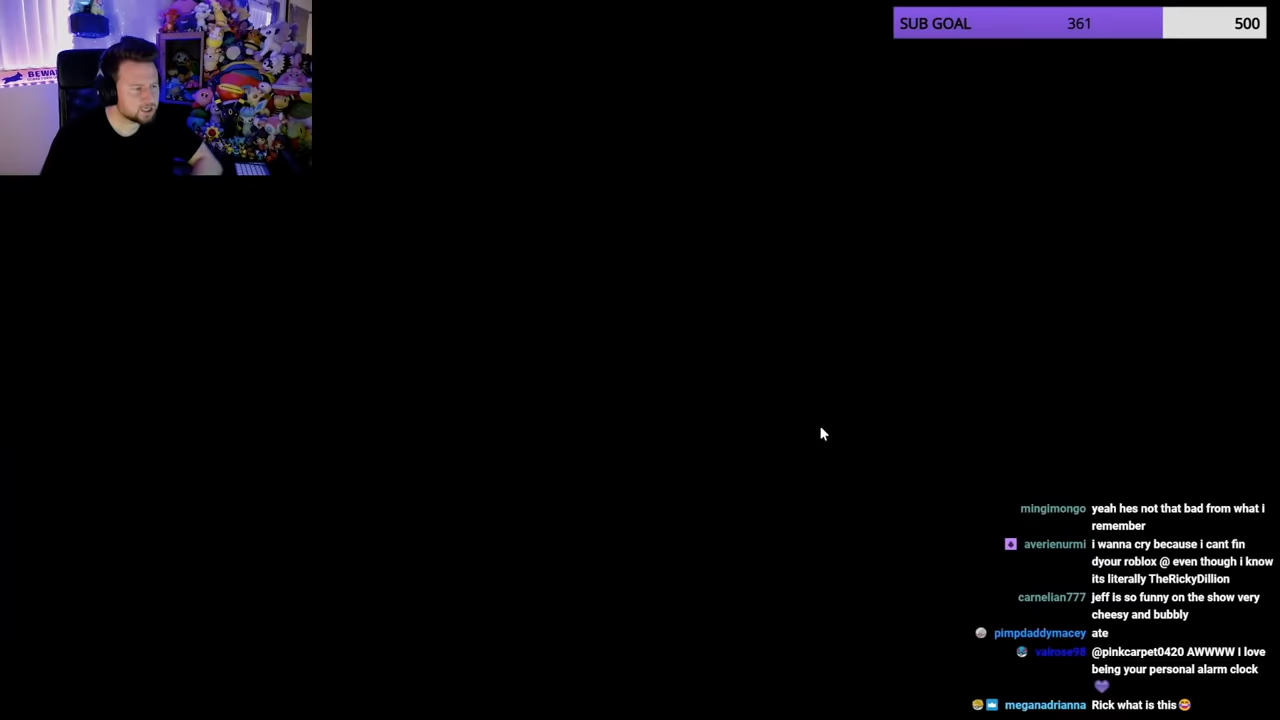 SUB GOAL 361 500
BEWA
mingimongo yeah hes not that bad from what i
remember
averienurmi i wanna cry because i cant fin
dyour roblox @ even though i know
its literally TheRickyDillion
carnelian777 jeff is so funny on the show very
cheesy and bubbly
pimpdaddymacey ate
vairose98 @pinkcarpet0420 AWWWW I love
being your personal alarm clock
meganadrianna Rick what is this